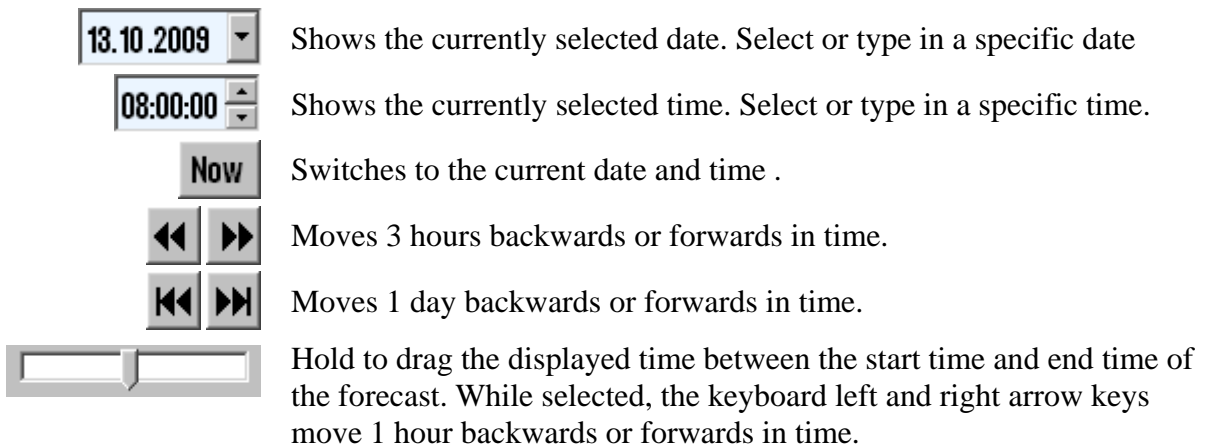 13.10.2009 Shows the currently selected date. Select or type in a specific date
08:00:00 Shows the currently selected time. Select or type in a specific time.
Now Switches to the current date and time .
Moves 3 hours backwards or forwards in time.
Moves 1 day backwards or forwards in time.
Hold to drag the displayed time between the start time and end time of
the forecast. While selected, the keyboard left and right arrow keys
move 1 hour backwards or forwards in time.